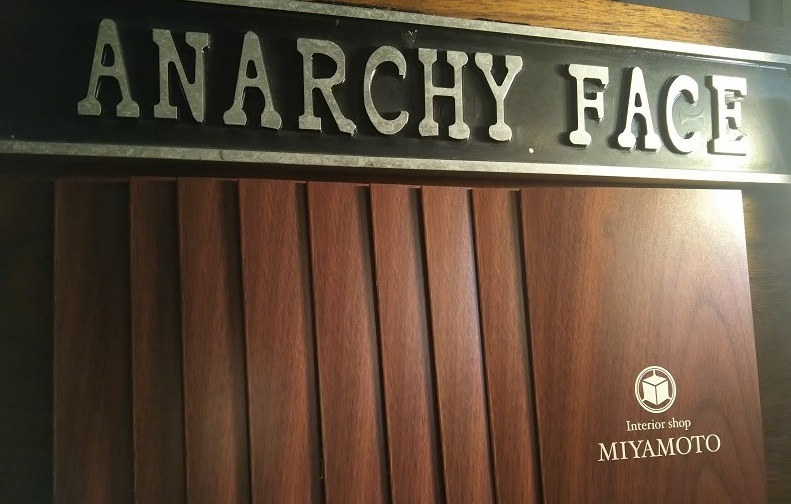 ANARCHY FACE
Interior shop
MIYAMOTO